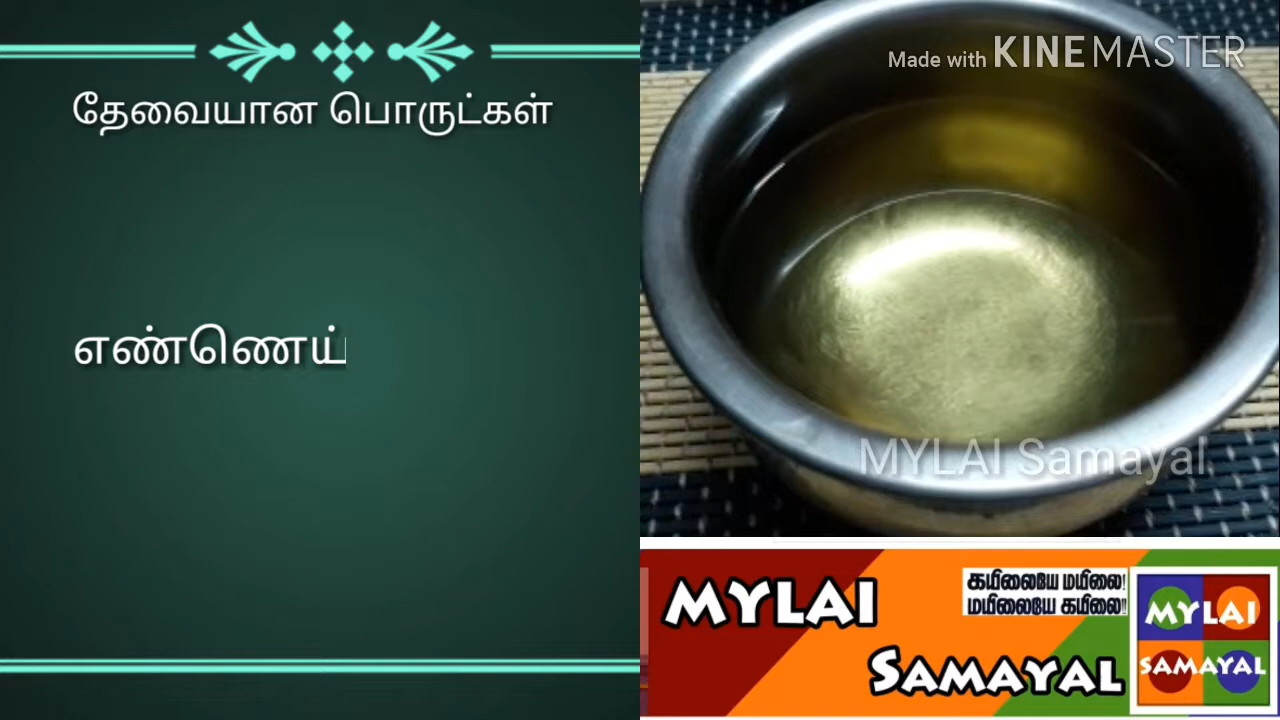 தேவையான பொருட்கள்
எண்ணெய்
Made with KINEMASTER
MYLAI Samayal
MYLAI
SAMAYAL
கயிலையே மயிலை!
மயிலையே கயிலை!!
MYLAI
SAMAYAL